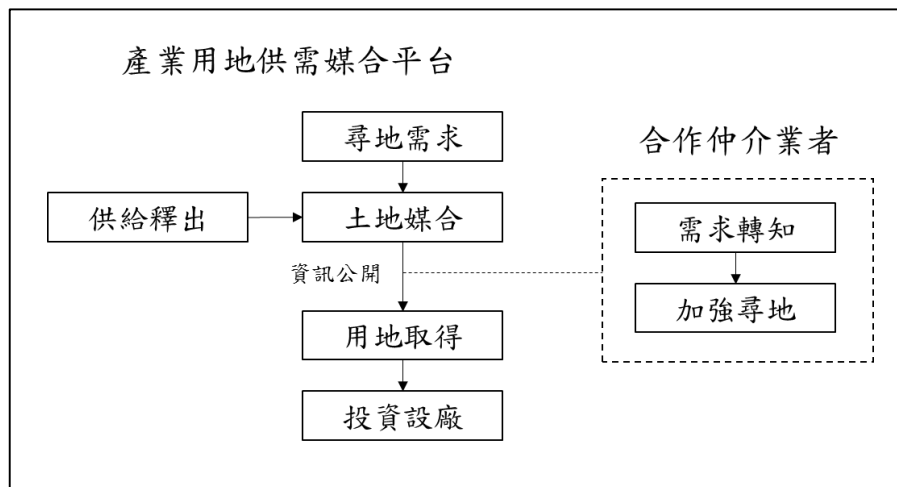 產業用地供需媒合平台
尋地需求
合作仲介業者
供給釋出
土地媒合
需求轉知
資訊公開
加強尋地
用地取得
投資設廠